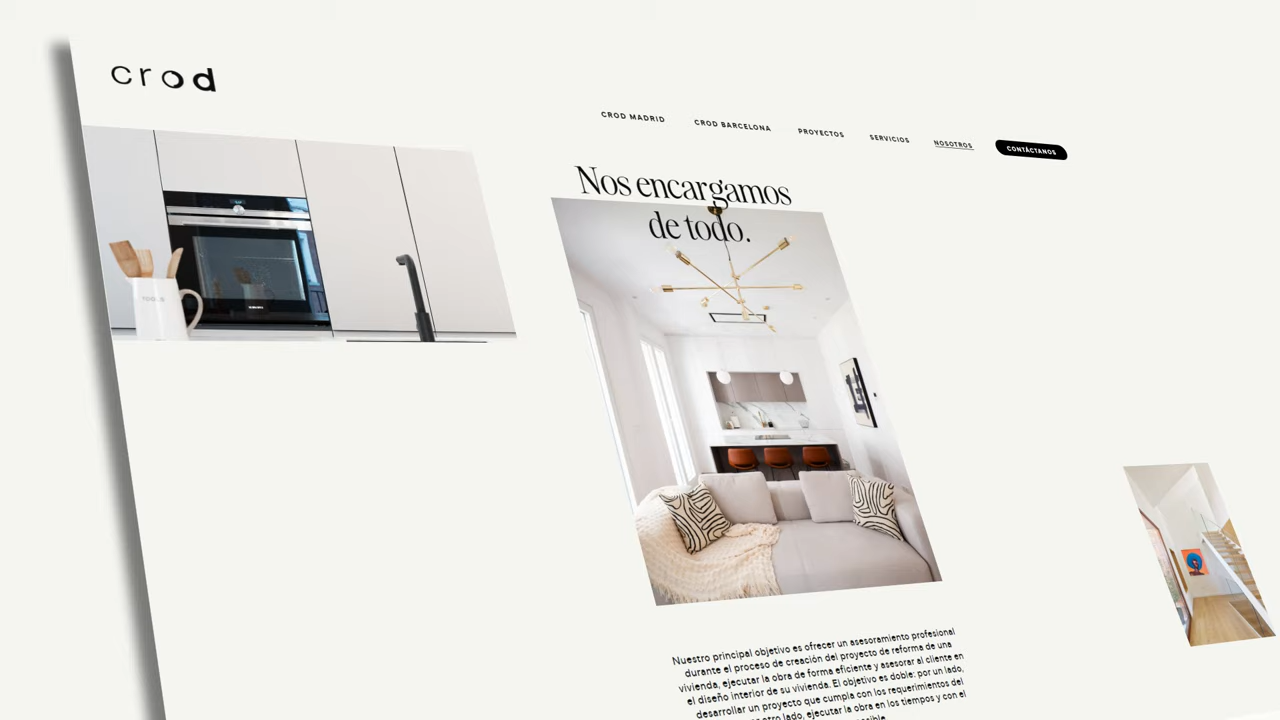 crod
CROD MADRID
CROD BARCELONA
PROYECTOS
SERVICIOS
NOSOTROS
CONTÁCTANOS
Nos encargamos
de todo.
Nuestro principal objetivo es ofrecer un asesoramiento profesional
durante el proceso de creación del proyecto de reforma de una
vivienda, ejecutar la obra de forma eficiente y asesorar al cliente en
el diseño interior de su vivienda. El objetivo es doble: por un lado,
desarrollar un proyecto que cumpla con los requerimientos del
otro lado, ejecutar la obra en los tiempos y con el